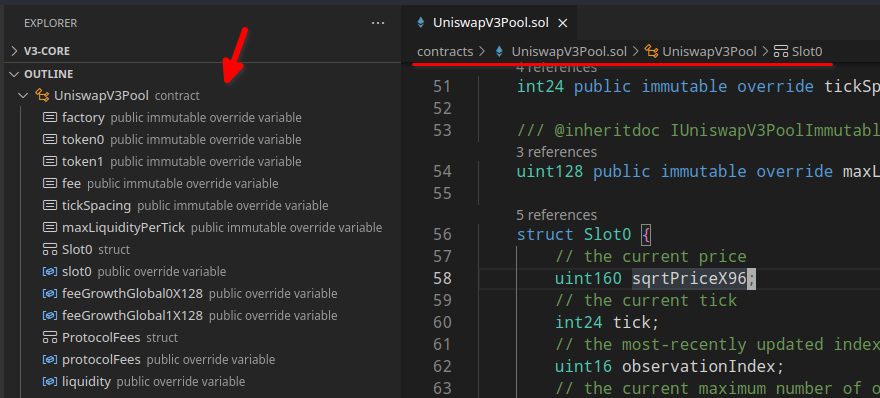 EXPLORER
···
V3-CORE
OUTLINE
UniswapV3Pool contract
factory public immutable override variable
token0 public immutable override variable
token1 public immutable override variable
fee public immutable override variable
tickSpacing public immutable override variable
maxLiquidityPerTick public immutable override variable
Slot0 struct
slot0 public override variable
feeGrowthGlobal0X128 public override variable
feeGrowthGlobal1X128 public override variable
ProtocolFees struct
protocolFees public override variable
liquidity public override variable
UniswapV3Pool.sol
contracts > UniswapV3Pool.sol > UniswapV3Pool > Slot0
4 references
51 int24 public immutable override tickSp
52
53 /// @inheritdoc IUniswapV3PoolImmutabl
3 references
54 uint128 public immutable override maxL
55
5 references
56 struct Slot0 {
57 // the current price
58 uint160 sqrtPriceX96;
59 // the current tick
60 int24 tick;
61 // the most-recently updated index
62 uint16 observationIndex;
63 // the current maximum number of o